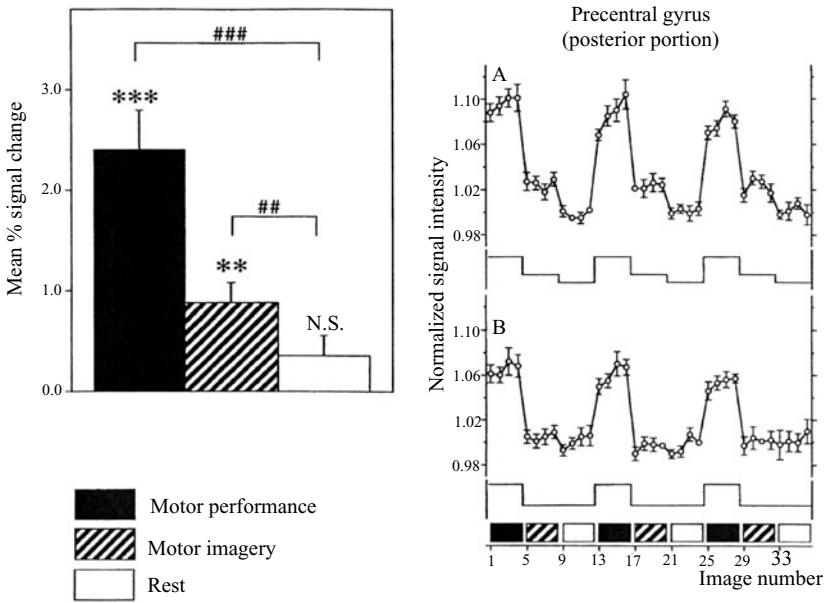 ###
3.0
***
2.0
##
**
1.0
N.S.
0.0
Mean % signal change
Motor performance
Motor imagery
Rest
Precentral gyrus
(posterior portion)
A
1.10
1.06
1.02
0.98
B
1.10
1.06
1.02
0.98
Normalized signal intensity
1 5 9 13 17 21 25 29 33
Image number